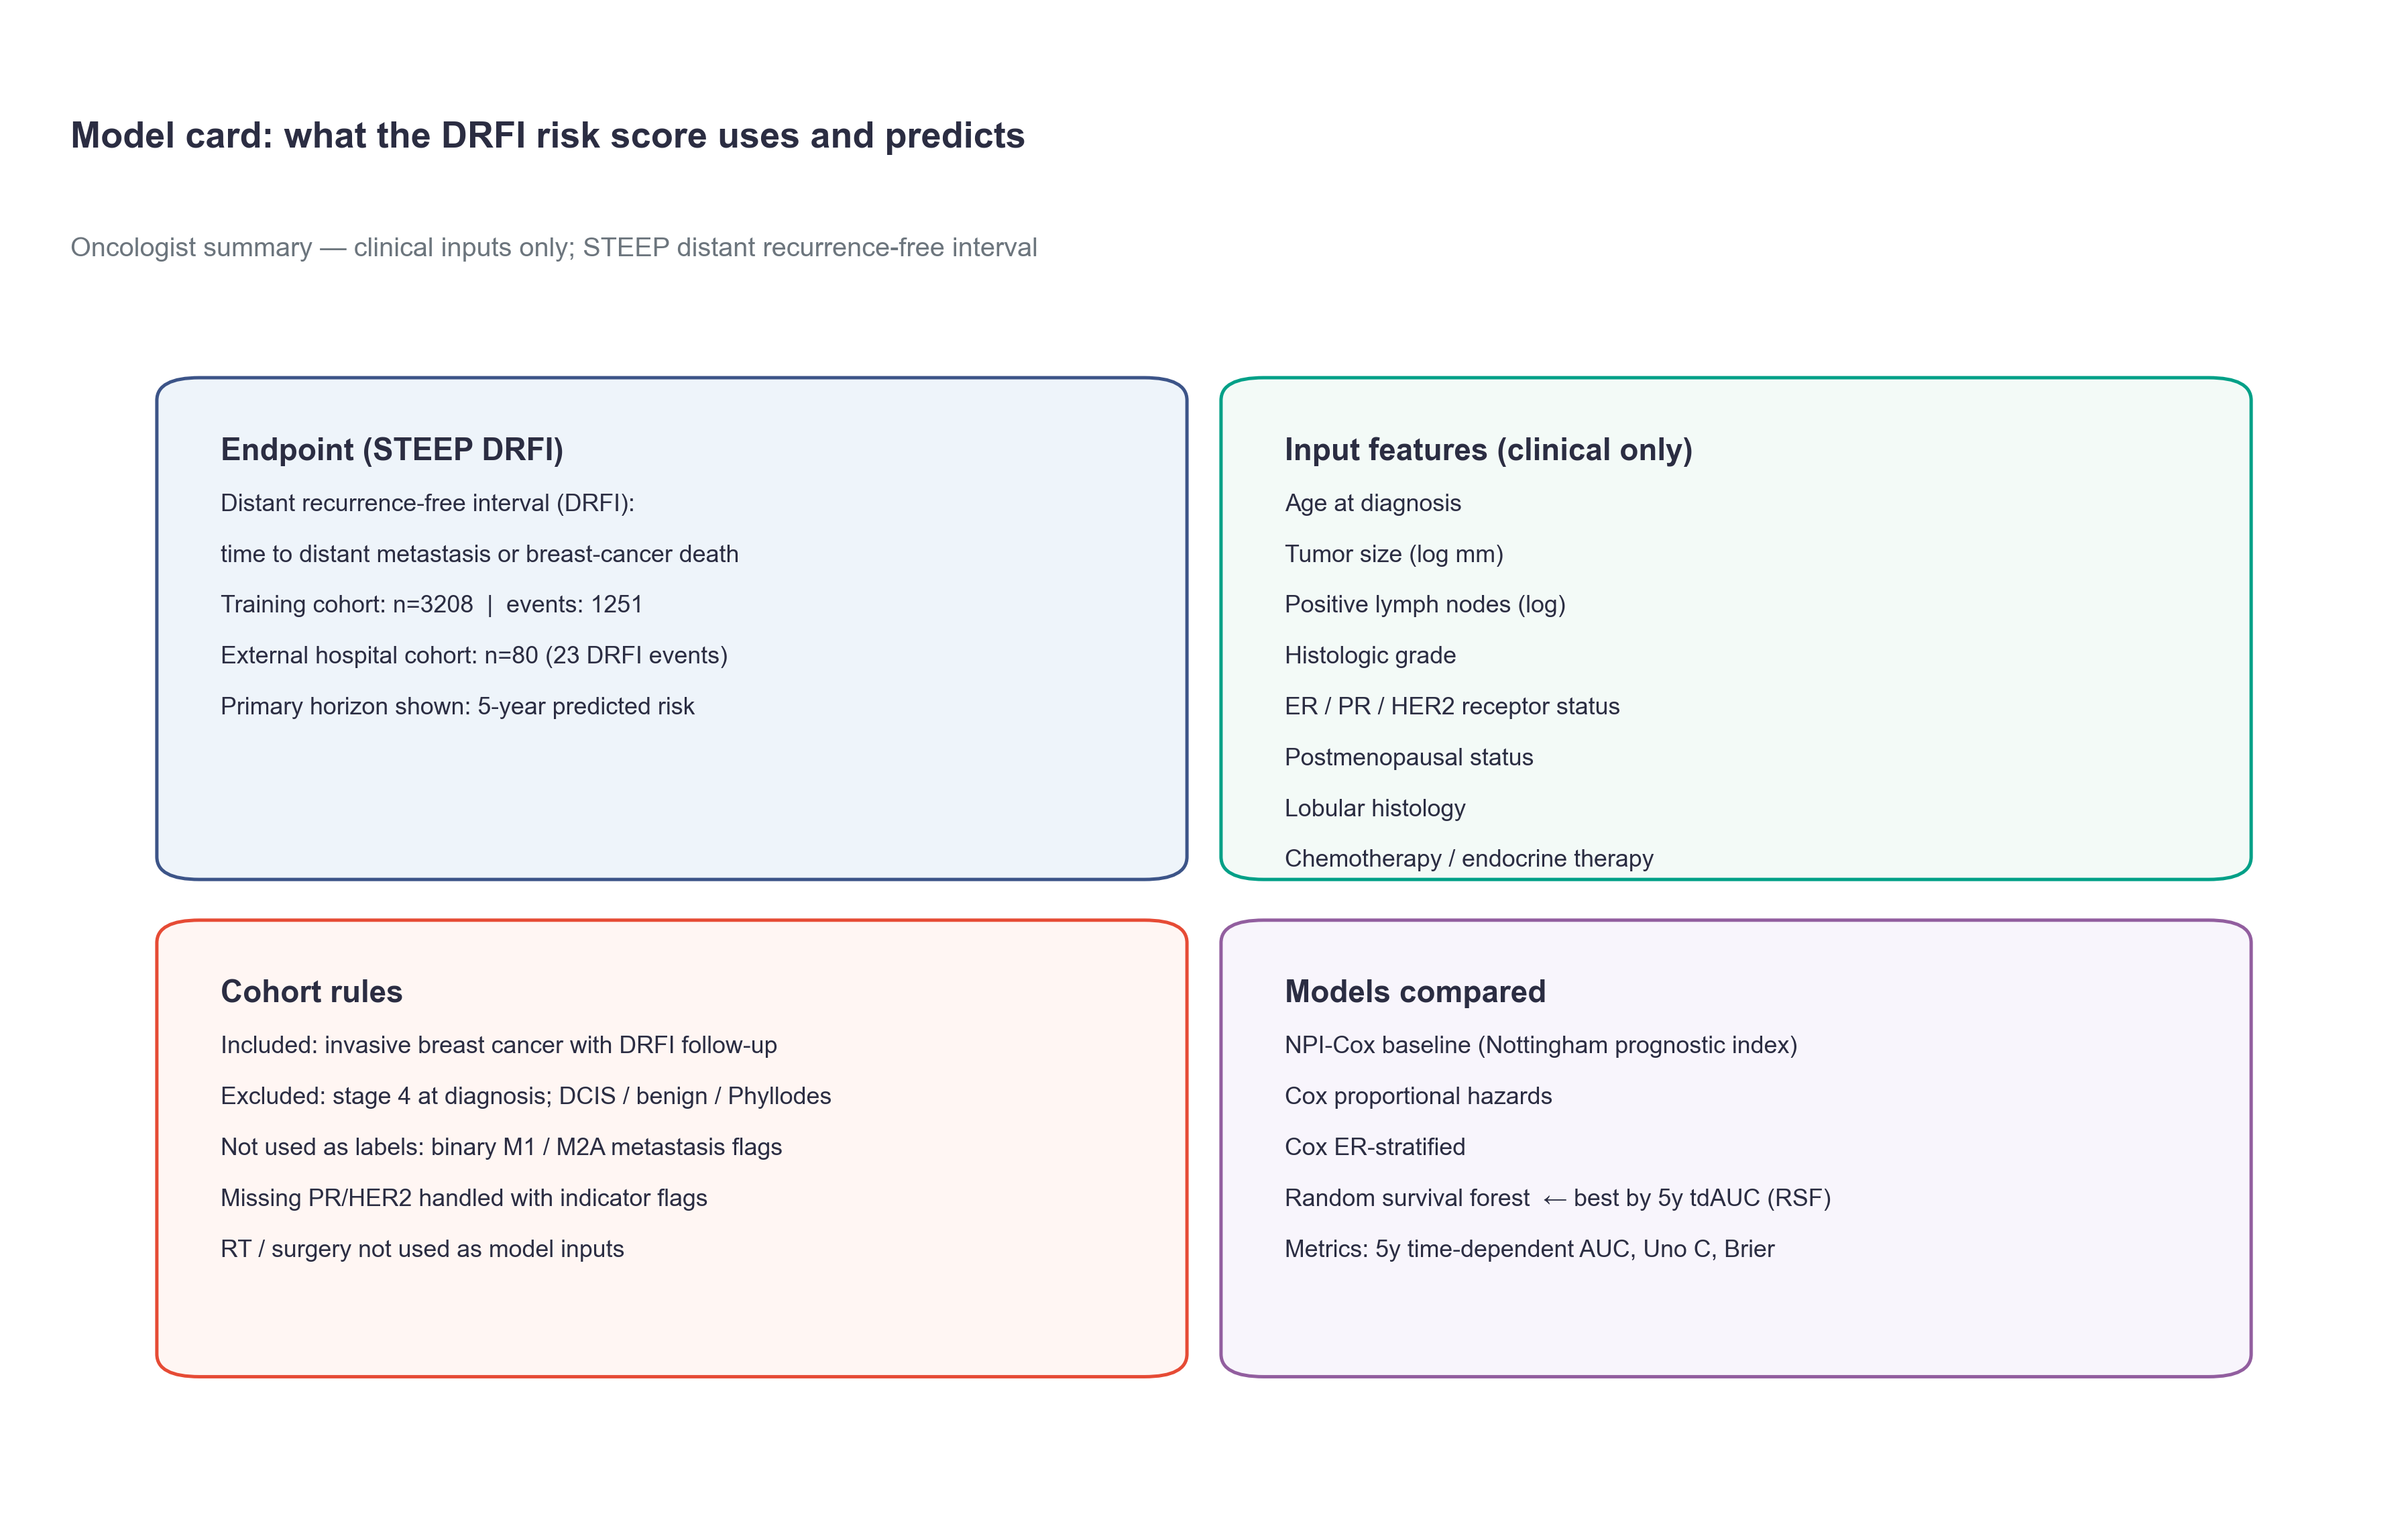 Model card: what the DRFI risk score uses and predicts
Oncologist summary — clinical inputs only; STEEP distant recurrence-free interval
Endpoint (STEEP DRFI)
Distant recurrence-free interval (DRFI):
time to distant metastasis or breast-cancer death
Training cohort: n=3208 | events: 1251
External hospital cohort: n=80 (23 DRFI events)
Primary horizon shown: 5-year predicted risk
Input features (clinical only)
Age at diagnosis
Tumor size (log mm)
Positive lymph nodes (log)
Histologic grade
ER / PR / HER2 receptor status
Postmenopausal status
Lobular histology
Chemotherapy / endocrine therapy
Cohort rules
Included: invasive breast cancer with DRFI follow-up
Excluded: stage 4 at diagnosis; DCIS / benign / Phyllodes
Not used as labels: binary M1 / M2A metastasis flags
Missing PR/HER2 handled with indicator flags
RT / surgery not used as model inputs
Models compared
NPI-Cox baseline (Nottingham prognostic index)
Cox proportional hazards
Cox ER-stratified
Random survival forest ← best by 5y tdAUC (RSF)
Metrics: 5y time-dependent AUC, Uno C, Brier